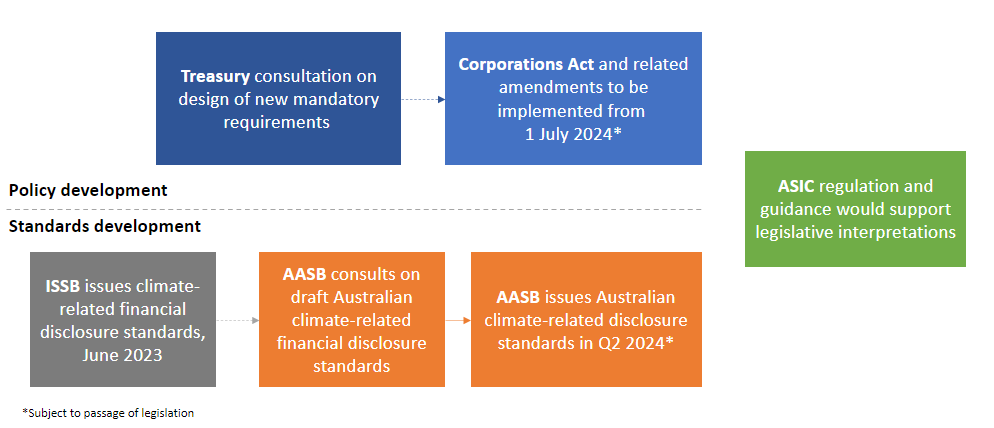 Treasury consultation on
design of new mandatory
requirements
Corporations Act and related
amendments to be
implemented from
1 July 2024*
ASIC regulation and
guidance would support
legislative interpretations
Policy development
Standards development
ISSB issues climate-
related financial
disclosure standards,
June 2023
AASB consults on
draft Australian
climate-related
financial disclosure
standards
AASB issues Australian
climate-related disclosure
standards in Q2 2024*
*Subject to passage of legislation